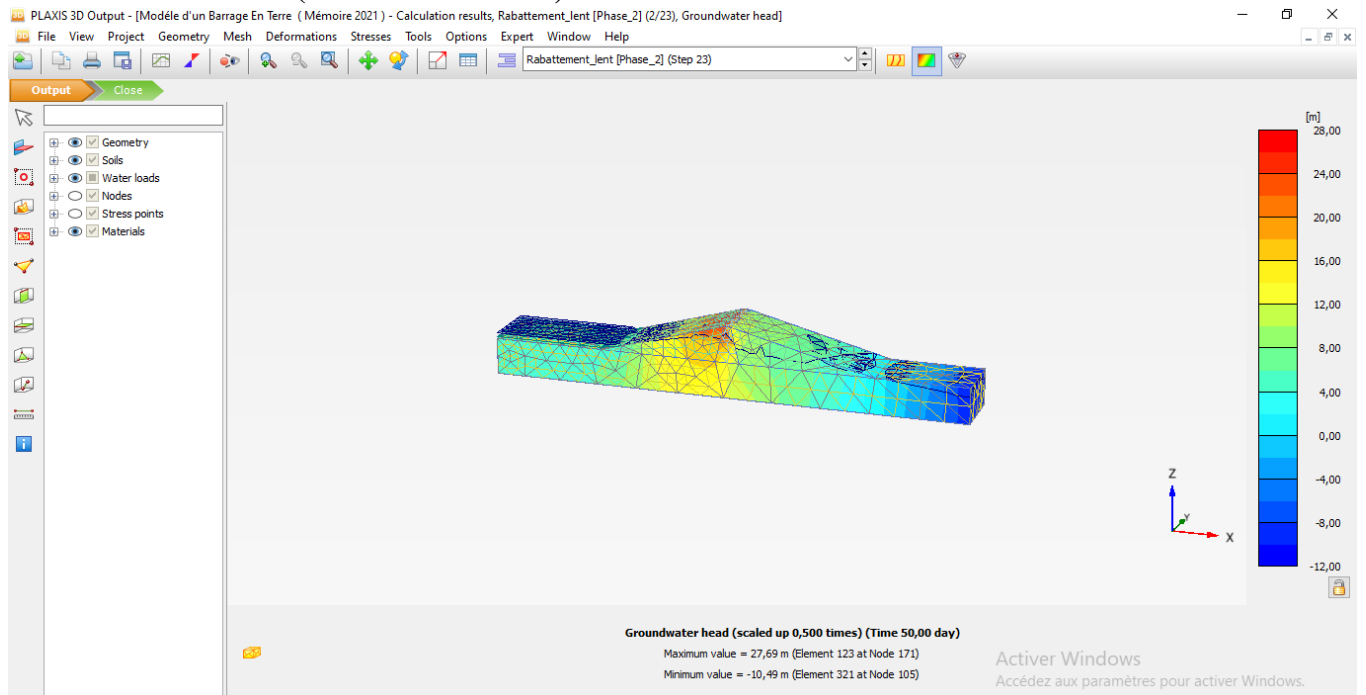 PLAXIS 3D Output - [Modéle d'un Barrage En Terre ( Mémoire 2021 ) - Calculation results, Rabattement_lent [Phase_2] (2/23), Groundwater head]
File View Project Geometry Mesh Deformations Stresses Tools Options Expert Window Help
Rabattement_lent [Phase_2] (Step 23)
Output Close
Geometry
Soils
Water loads
Nodes
Stress points
Materials
[m]
28,00
24,00
20,00
16,00
12,00
8,00
4,00
0,00
-4,00
-8,00
-12,00
Z
Y
X
Groundwater head (scaled up 0,500 times) (Time 50,00 day)
Maximum value = 27,69 m (Element 123 at Node 171)
Minimum value = -10,49 m (Element 321 at Node 105)
Activer Windows
Accédez aux paramètres pour activer Windows.